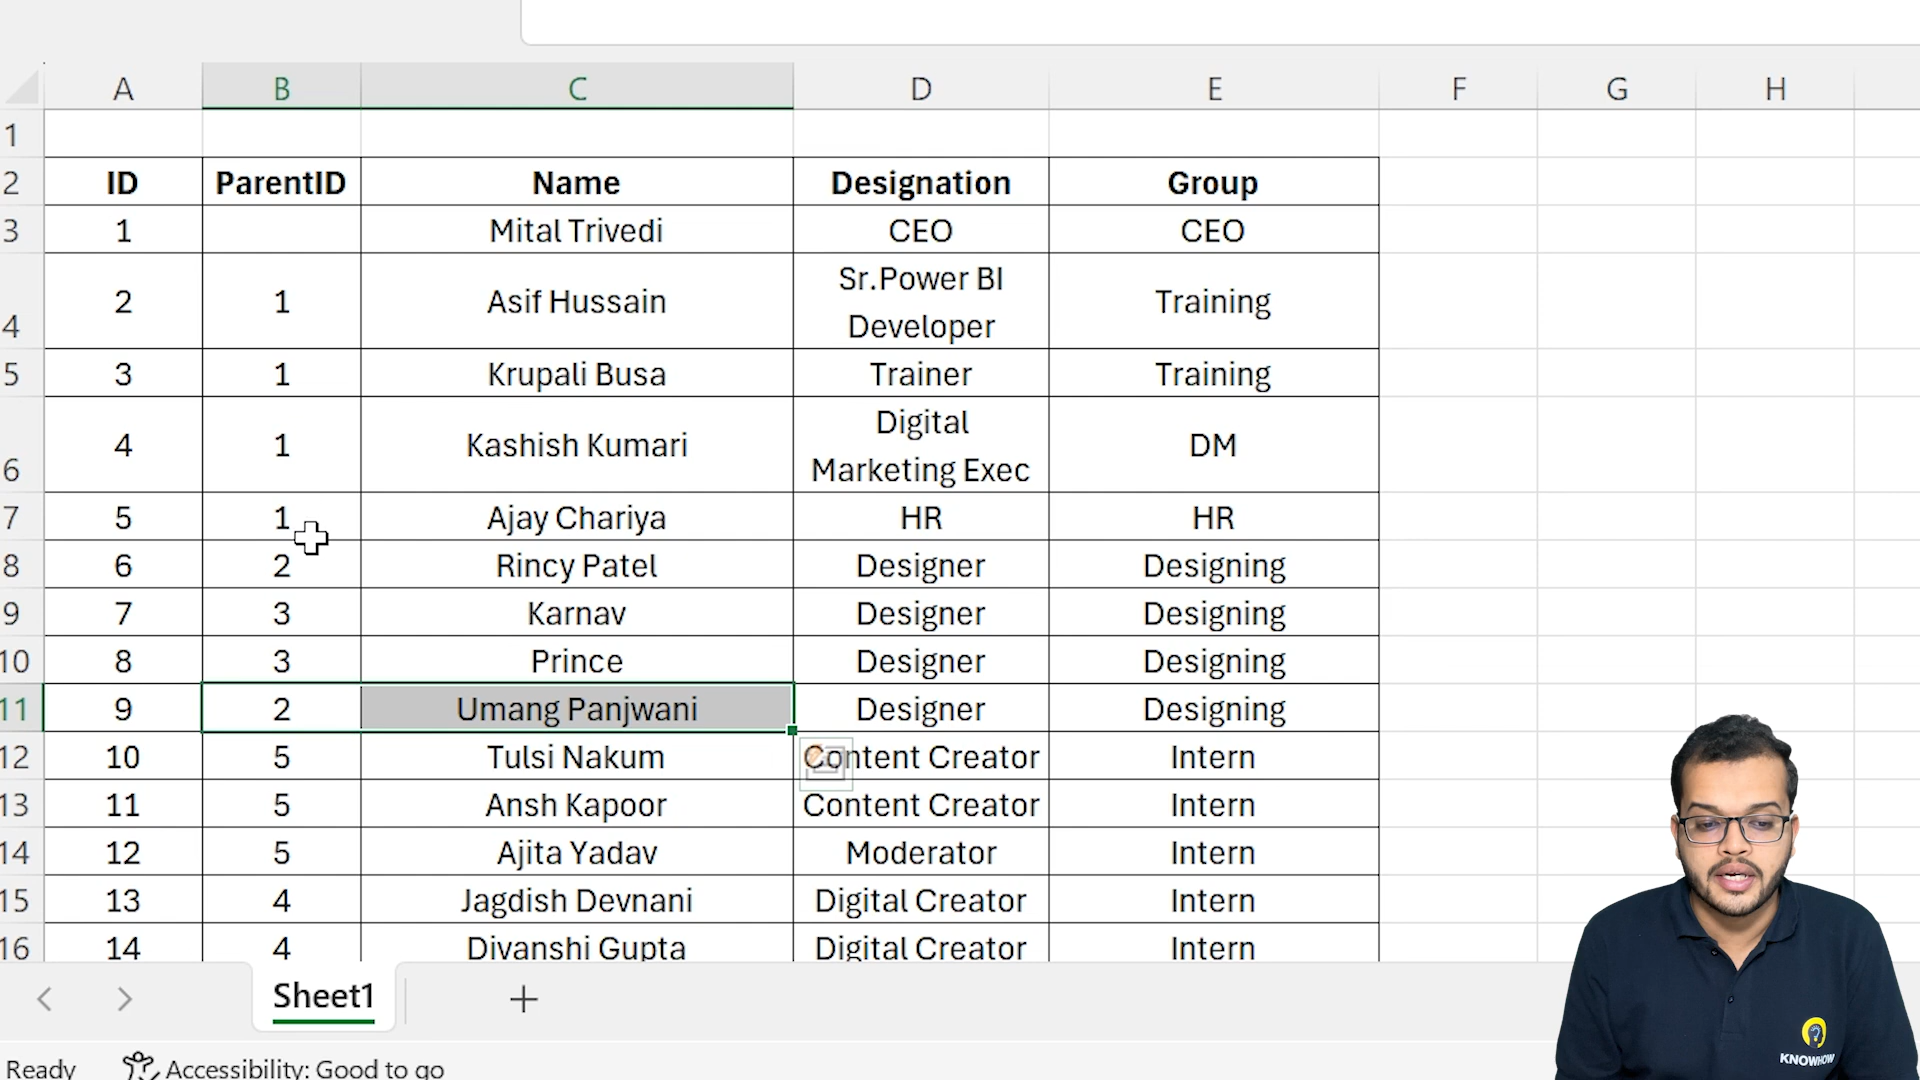 A B C D E F G H
1
2 ID ParentID Name Designation Group
3 1 Mital Trivedi CEO CEO
4 2 1 Asif Hussain Sr.Power BI Developer Training
5 3 1 Krupali Busa Trainer Training
6 4 1 Kashish Kumari Digital Marketing Exec DM
7 5 1 Ajay Chariya HR HR
8 6 2 Rincy Patel Designer Designing
9 7 3 Karnav Designer Designing
10 8 3 Prince Designer Designing
11 9 2 Umang Panjwani Designer Designing
12 10 5 Tulsi Nakum Content Creator Intern
13 11 5 Ansh Kapoor Content Creator Intern
14 12 5 Ajita Yadav Moderator Intern
15 13 4 Jagdish Devnani Digital Creator Intern
16 14 4 Divanshi Gupta Digital Creator Intern
Sheet1
Ready Accessibility: Good to go
KNOWHOW